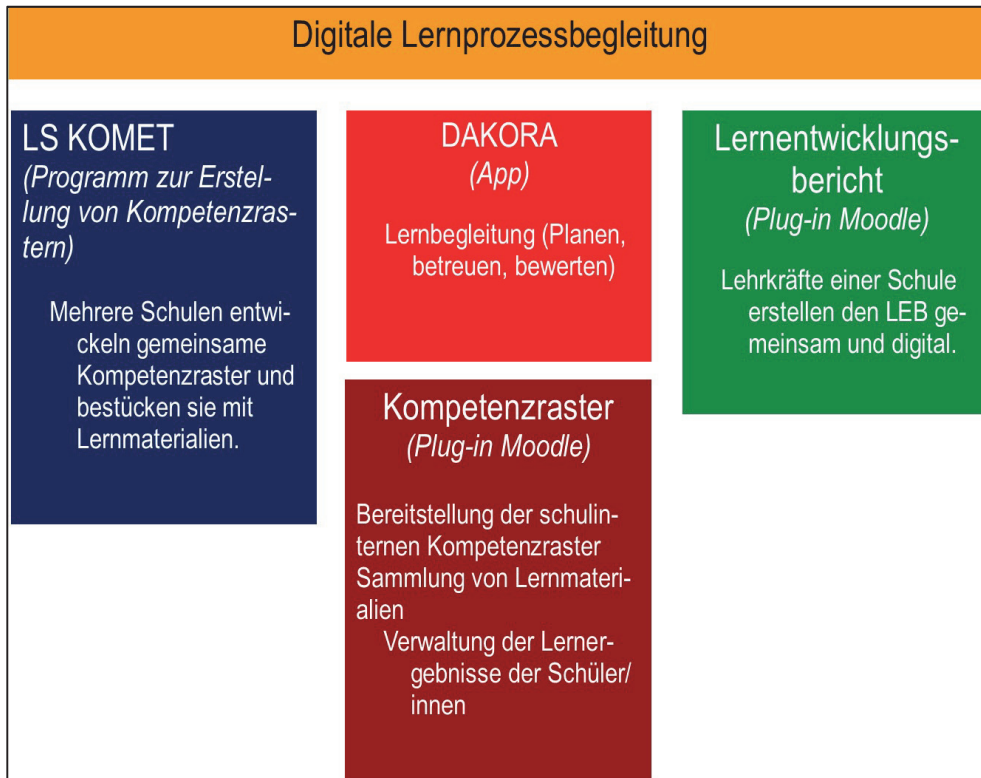 Digitale Lernprozessbegleitung
LS KOMET
(Programm zur Erstel-
lung von Kompetenzras-
tern)
Mehrere Schulen entwi-
ckeln gemeinsame
Kompetenzraster und
bestücken sie mit
Lernmaterialien.
DAKORA
(App)
Lernbegleitung (Planen,
betreuen, bewerten)
Kompetenzraster
(Plug-in Moodle)
Bereitstellung der schulin-
ternen Kompetenzraster
Sammlung von Lernmateri-
alien
Verwaltung der Lerner-
gebnisse der Schüler/
innen
Lernentwicklungs-
bericht
(Plug-in Moodle)
Lehrkräfte einer Schule
erstellen den LEB ge-
meinsam und digital.